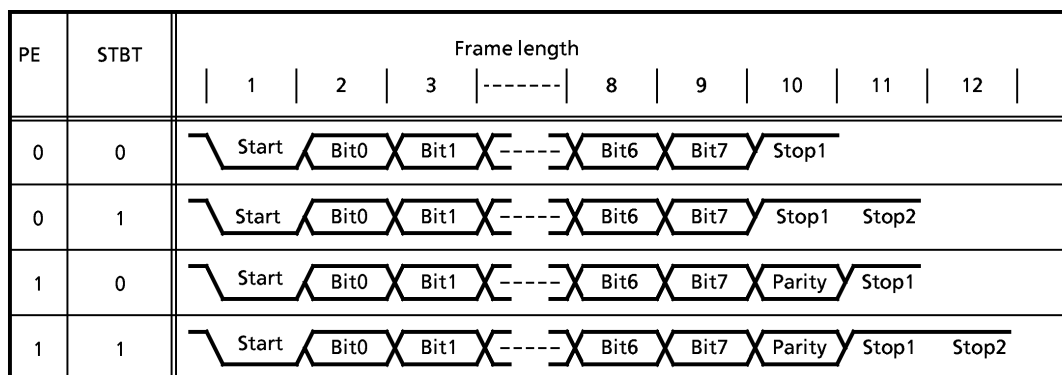 PE STBT Frame length
1 2 3 8 9 10 11 12
0 0 Start Bit0 Bit1 Bit6 Bit7 Stop1
0 1 Start Bit0 Bit1 Bit6 Bit7 Stop1 Stop2
1 0 Start Bit0 Bit1 Bit6 Bit7 Parity Stop1
1 1 Start Bit0 Bit1 Bit6 Bit7 Parity Stop1 Stop2